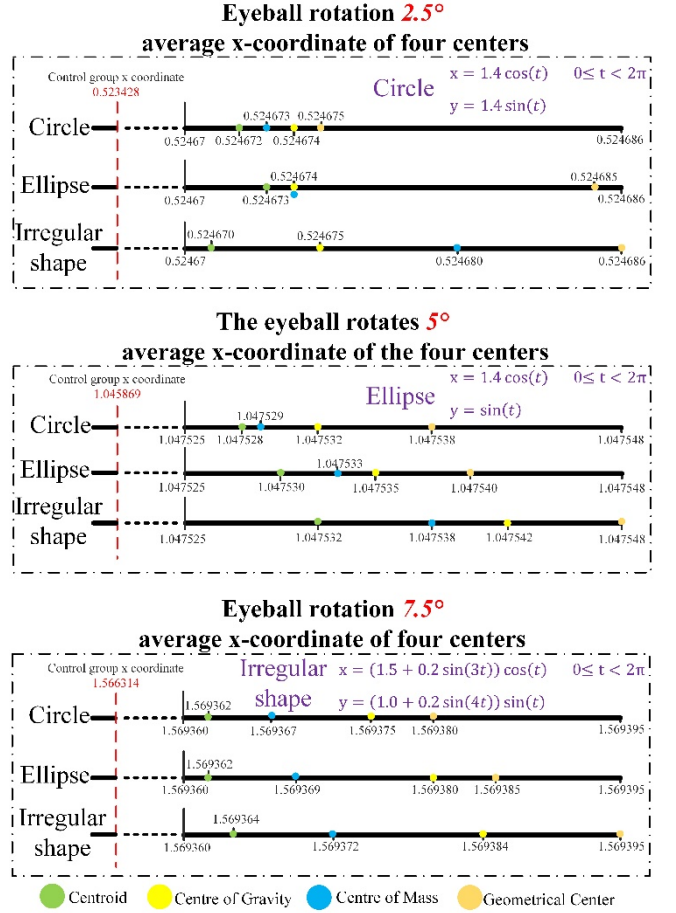 Eyeball rotation 2.5°
average x-coordinate of four centers
Control group x coordinate
0.523428
Circle
x = 1.4 cos(t) 0≤ t < 2π
y = 1.4 sin(t)
Circle
0.524673 0.524675
0.52467 0.524672 0.524674 0.524686
Ellipse
0.524674 0.524685
0.52467 0.524673 0.524686
Irregular
shape
0.524670 0.524675
0.52467 0.524680 0.524686
The eyeball rotates 5°
average x-coordinate of the four centers
Control group x coordinate
1.045869
Ellipse
x = 1.4 cos(t) 0≤ t < 2π
y = sin(t)
Circle
1.047529
1.047525 1.047528 1.047532 1.047538 1.047548
Ellipse
1.047533
1.047525 1.047530 1.047535 1.047540 1.047548
Irregular
shape
1.047525 1.047532 1.047538 1.047542 1.047548
Eyeball rotation 7.5°
average x-coordinate of four centers
Control group x coordinate
1.566314
Irregular
shape
x = (1.5 + 0.2 sin(3t)) cos(t) 0≤ t < 2π
y = (1.0 + 0.2 sin(4t)) sin(t)
Circle
1.569362
1.569360 1.569367 1.569375 1.569380 1.569395
Ellipse
1.569362
1.569360 1.569369 1.569380 1.569385 1.569395
Irregular
shape
1.569364
1.569360 1.569372 1.569384 1.569395
Centroid Centre of Gravity Centre of Mass Geometrical Center